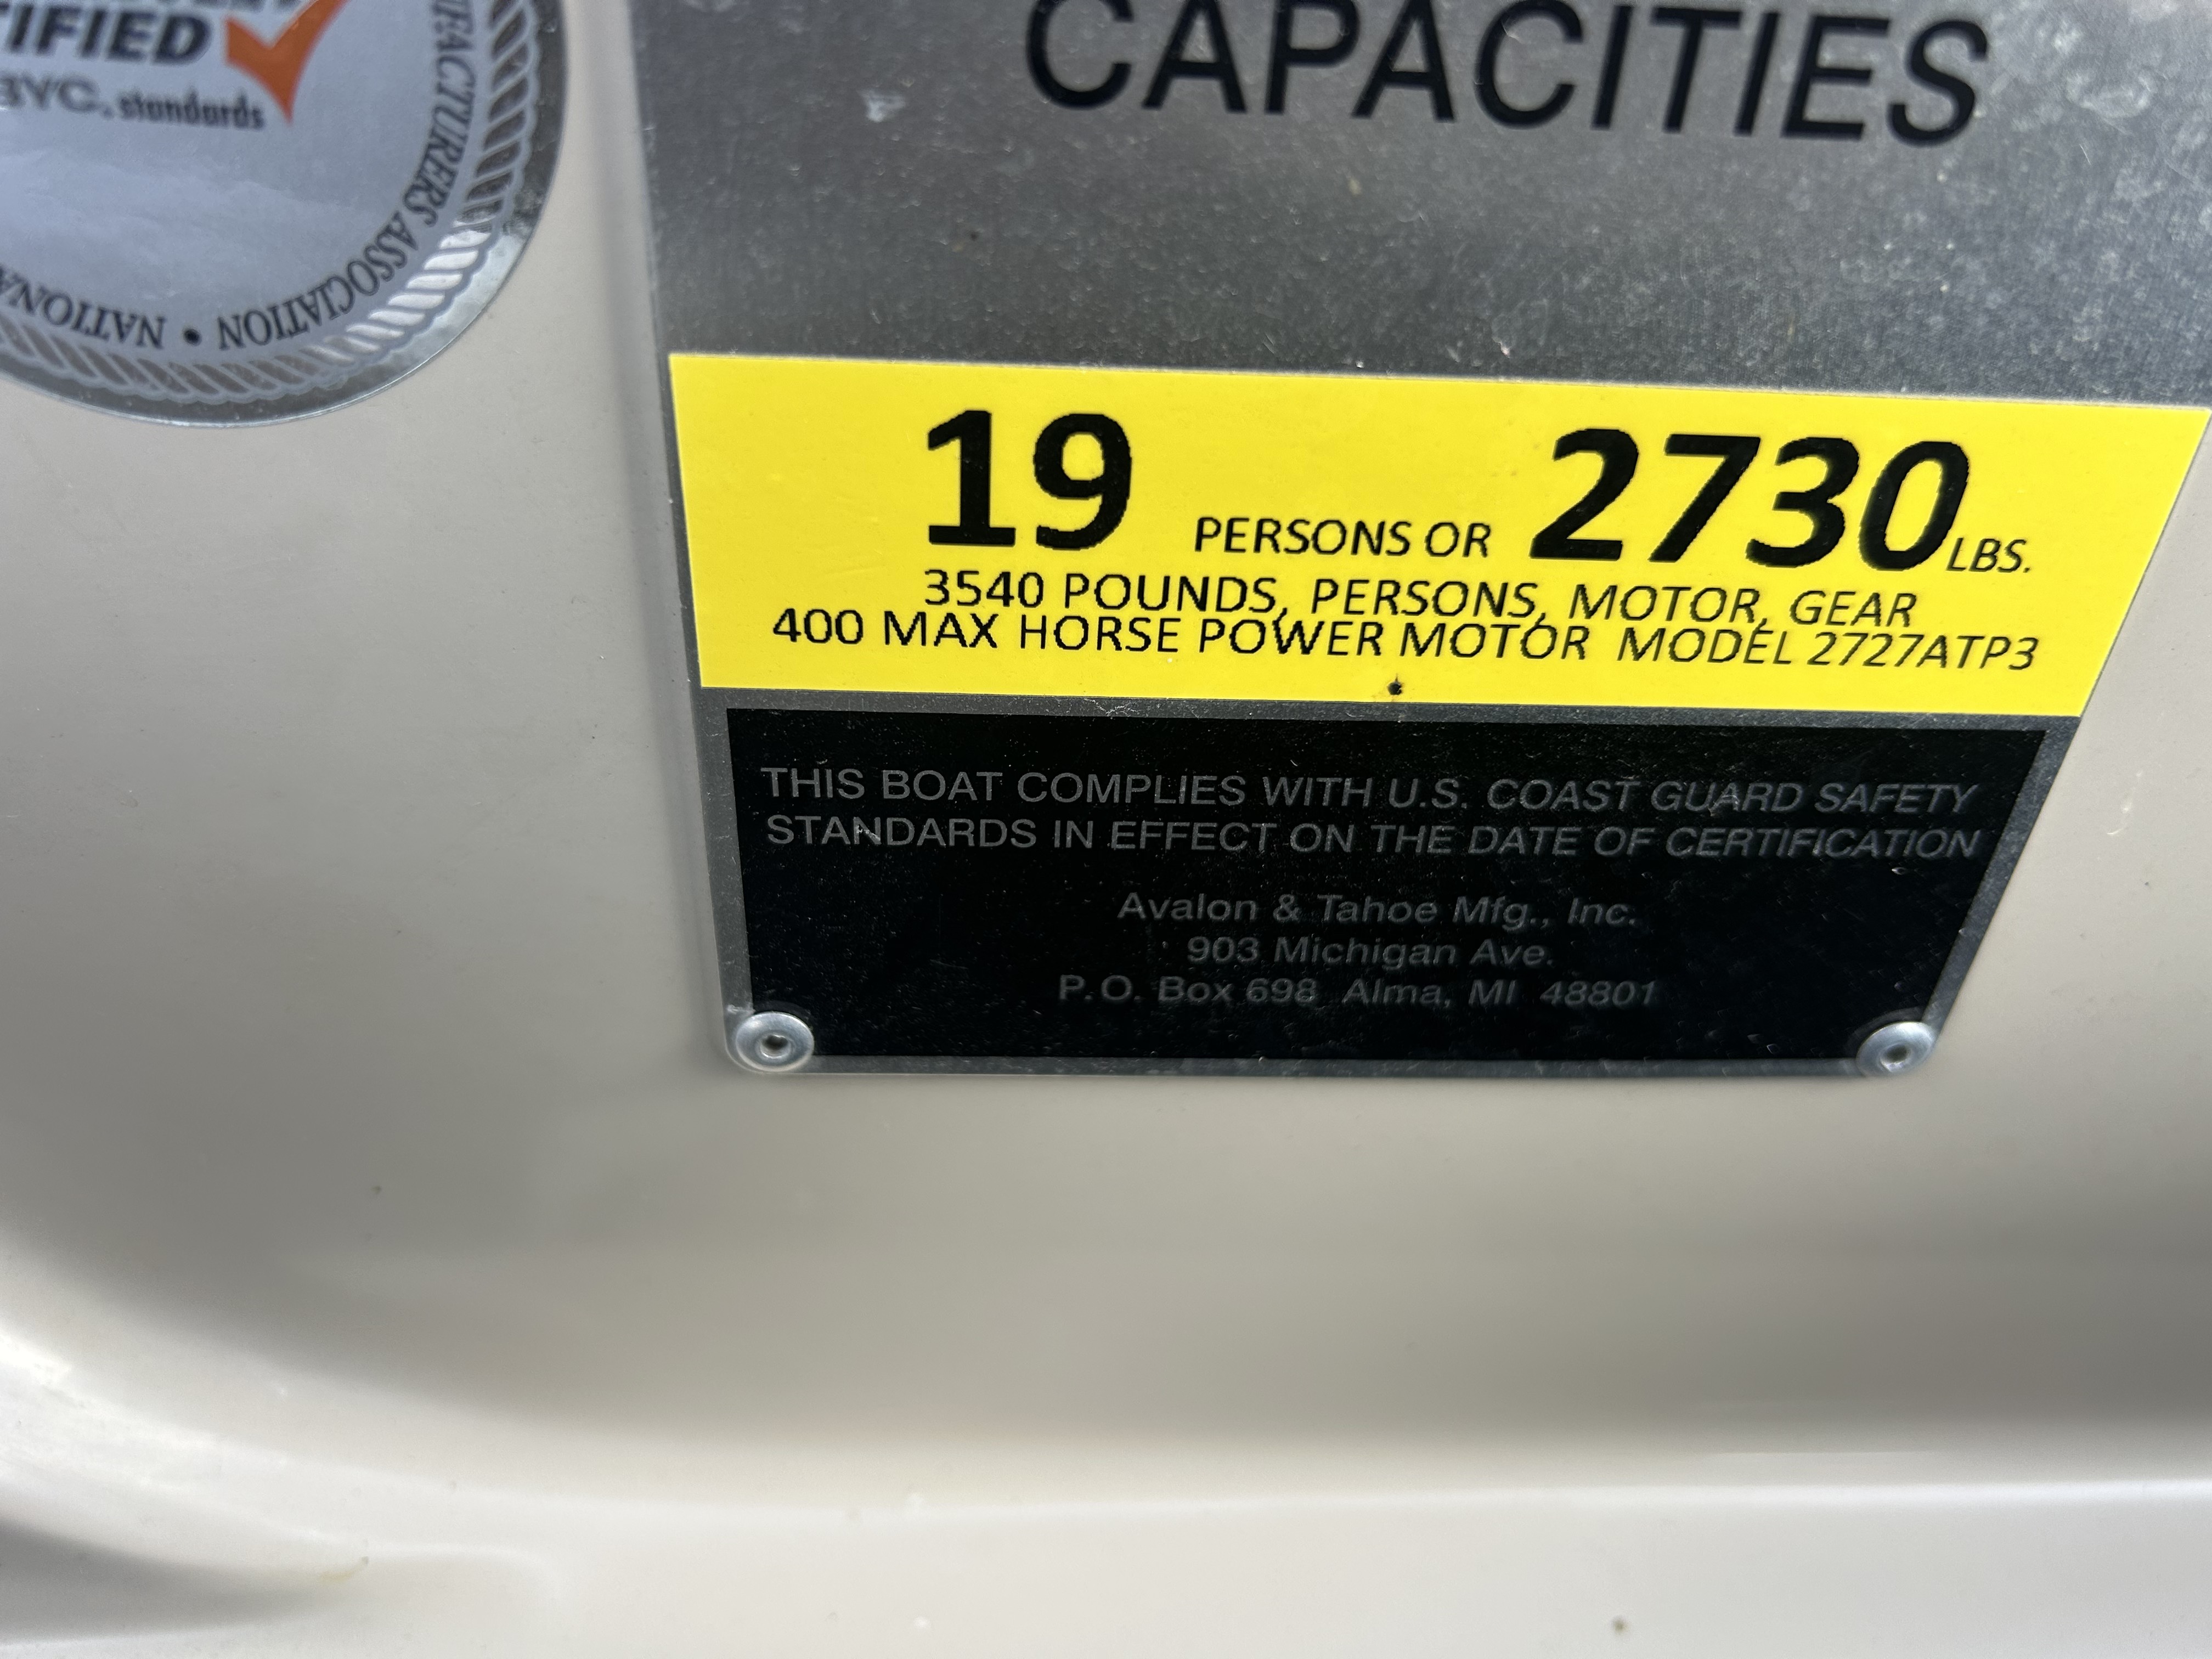 IFIED
BYC. standards
FACTURERS ASSOCIATION • NATIONA
CAPACITIES
19 PERSONS OR 2730 LBS.
3540 POUNDS, PERSONS, MOTOR, GEAR
400 MAX HORSE POWER MOTOR MODEL 2727ATP3
THIS BOAT COMPLIES WITH U.S. COAST GUARD SAFETY
STANDARDS IN EFFECT ON THE DATE OF CERTIFICATION
Avalon & Tahoe Mfg., Inc.
903 Michigan Ave.
P.O. Box 698 Alma, MI 48801